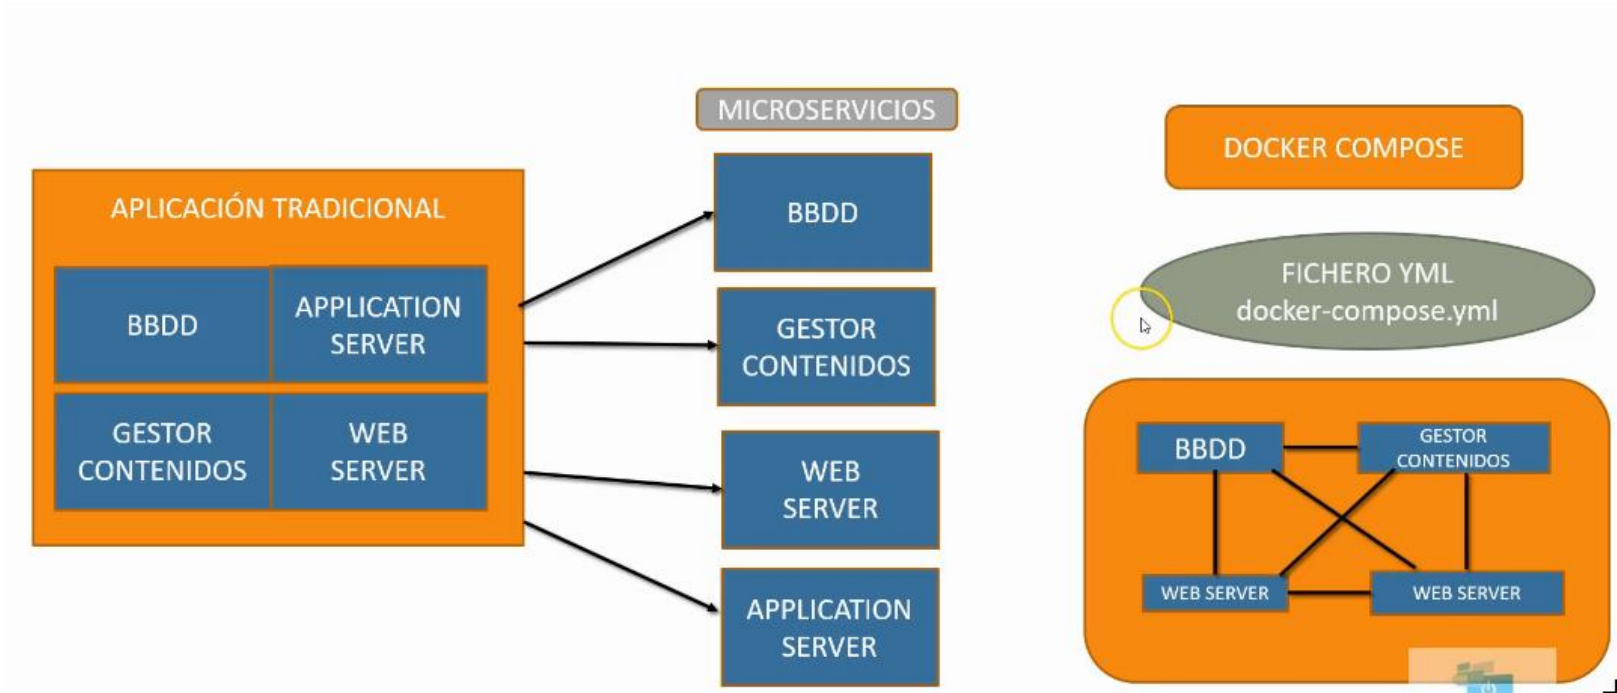 APLICACIÓN TRADICIONAL
BBDD
APPLICATION
SERVER
GESTOR
CONTENIDOS
WEB
SERVER
MICROSERVICIOS
BBDD
GESTOR
CONTENIDOS
WEB
SERVER
APPLICATION
SERVER
DOCKER COMPOSE
FICHERO YML
docker-compose.yml
BBDD
GESTOR
CONTENIDOS
WEB SERVER
WEB SERVER